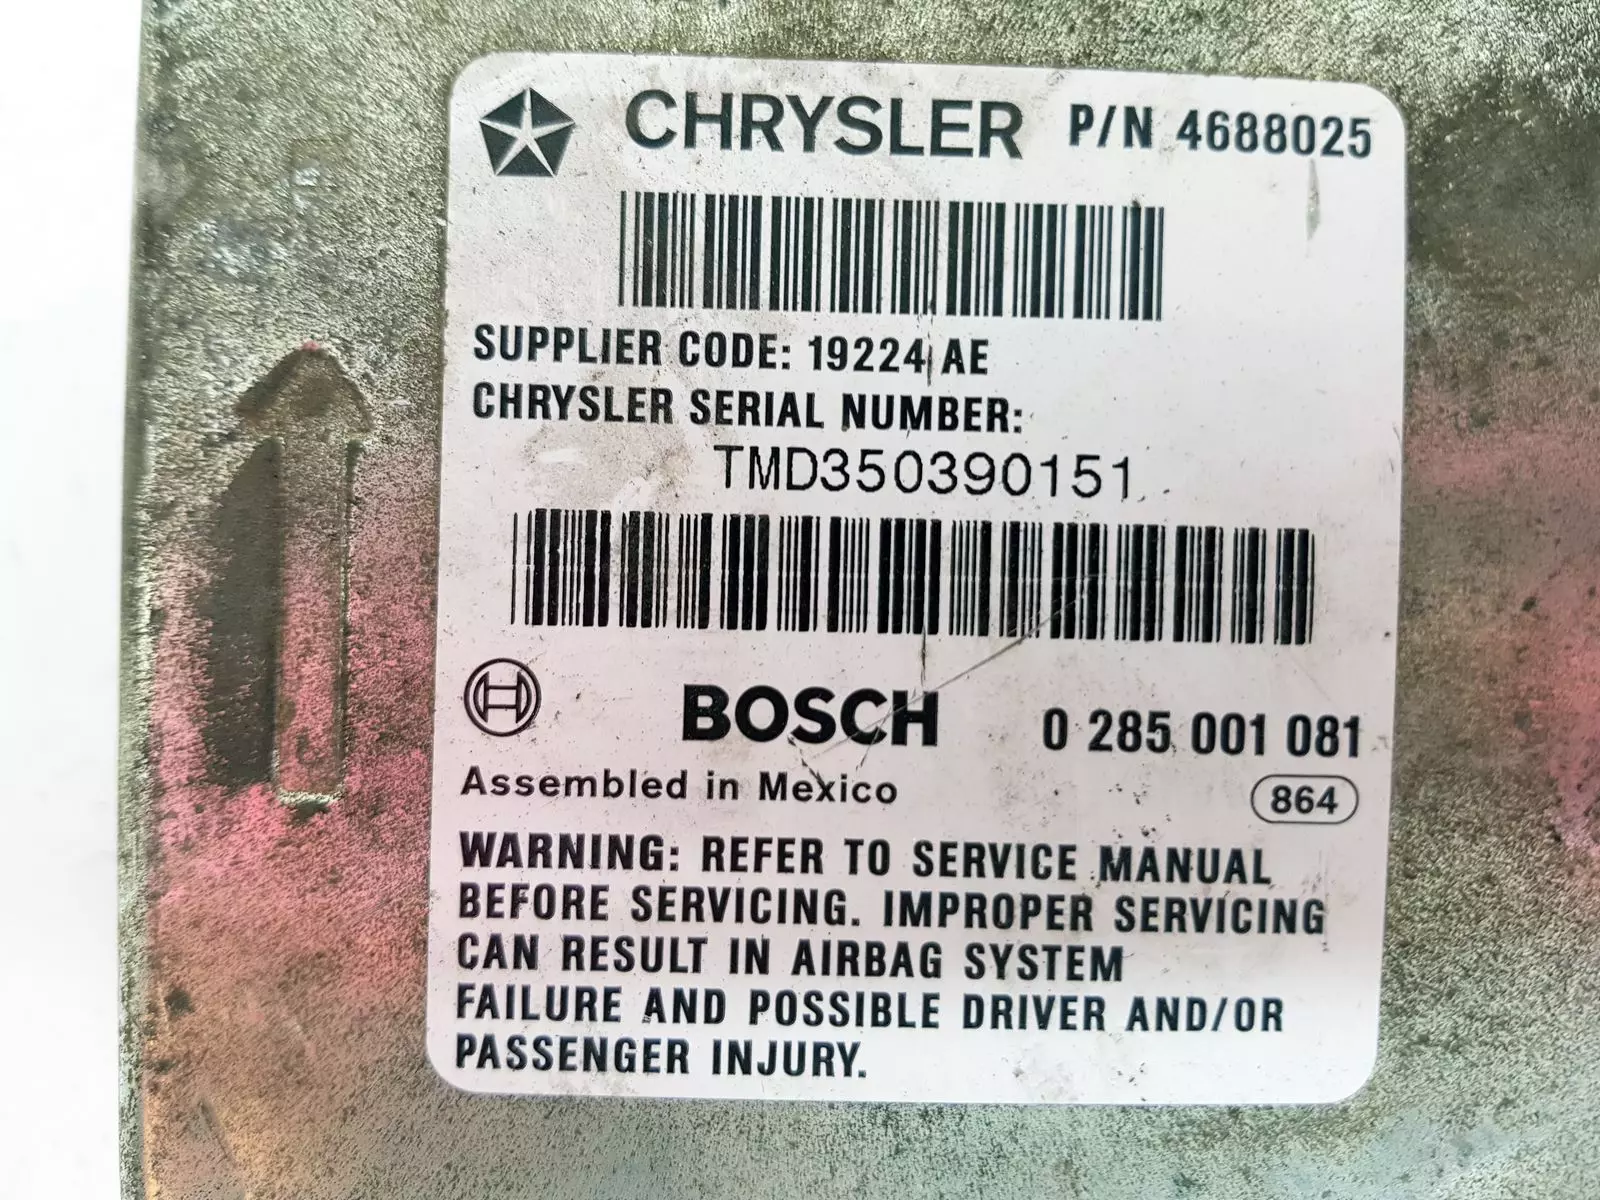 CHRYSLER P/N 4688025
SUPPLIER CODE: 19224 AE
CHRYSLER SERIAL NUMBER:
TMD350390151
BOSCH 0 285 001 081
Assembled in Mexico 864
WARNING: REFER TO SERVICE MANUAL
BEFORE SERVICING. IMPROPER SERVICING
CAN RESULT IN AIRBAG SYSTEM
FAILURE AND POSSIBLE DRIVER AND/OR
PASSENGER INJURY.